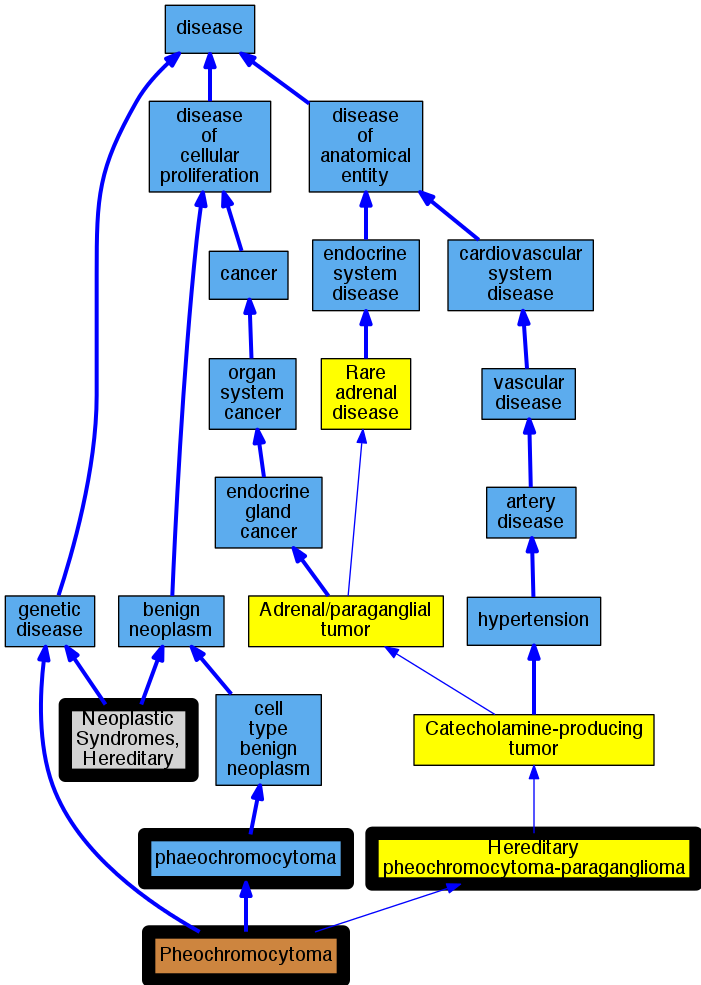 disease
disease
of
cellular
proliferation
disease
of
anatomical
entity
cancer
endocrine
system
disease
cardiovascular
system
disease
organ
system
cancer
Rare
adrenal
disease
vascular
disease
endocrine
gland
cancer
artery
disease
genetic
disease
benign
neoplasm
Adrenal/paraganglial
tumor
hypertension
Neoplastic
Syndromes,
Hereditary
cell
type
benign
neoplasm
Catecholamine-producing
tumor
phaeochromocytoma
Hereditary
pheochromocytoma-paraganglioma
Pheochromocytoma